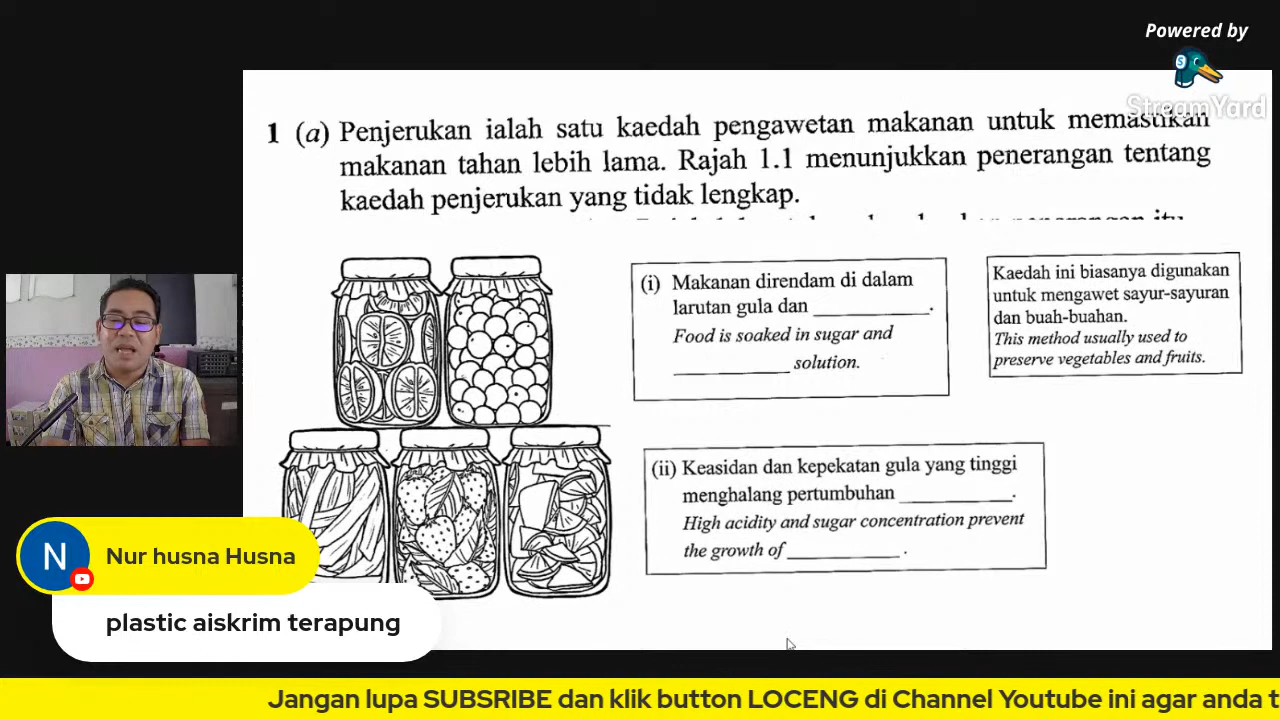 Powered by
StreamYard
1 (a) Penjerukan ialah satu kaedah pengawetan makanan untuk memastikan
makanan tahan lebih lama. Rajah 1.1 menunjukkan penerangan tentang
kaedah penjerukan yang tidak lengkap.
(i) Makanan direndam di dalam
larutan gula dan __________.
Food is soaked in sugar and
__________ solution.
Kaedah ini biasanya digunakan
untuk mengawet sayur-sayuran
dan buah-buahan.
This method usually used to
preserve vegetables and fruits.
(ii) Keasidan dan kepekatan gula yang tinggi
menghalang pertumbuhan __________.
High acidity and sugar concentration prevent
the growth of __________ .
N
Nur husna Husna
plastic aiskrim terapung
Jangan lupa SUBSRIBE dan klik button LOCENG di Channel Youtube ini agar anda t